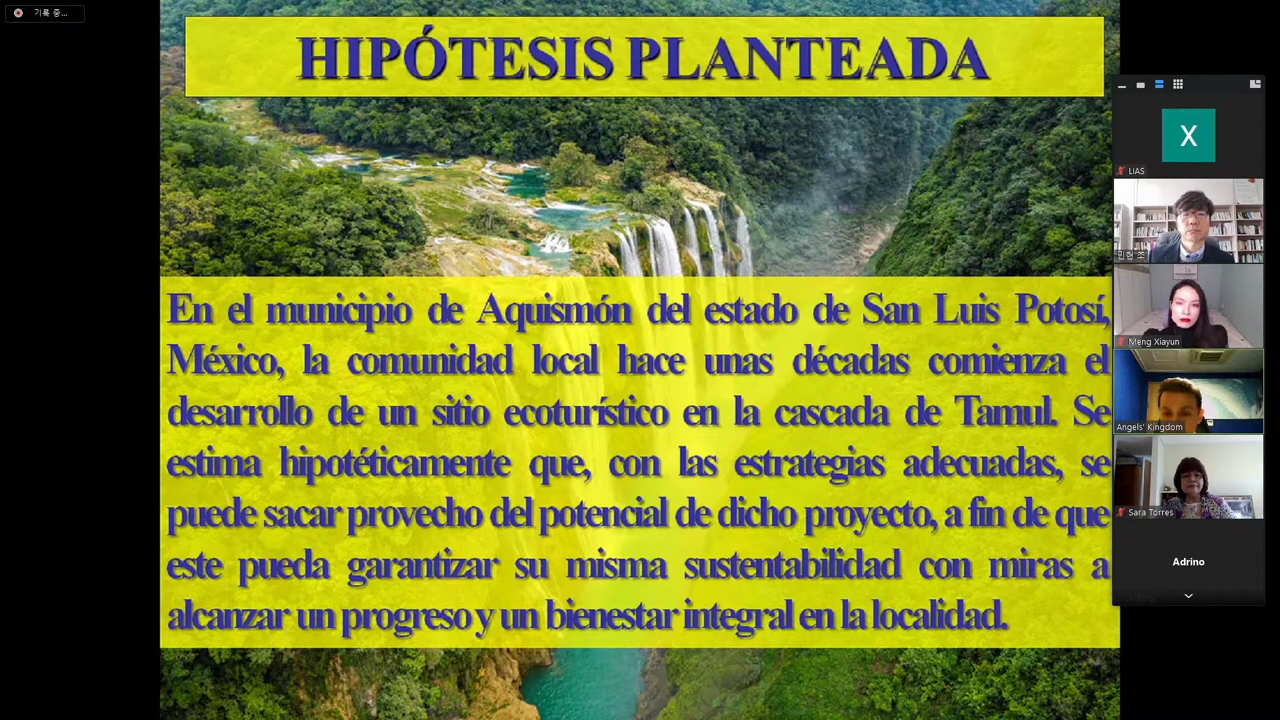 기록 중...
HIPÓTESIS PLANTEADA
En el municipio de Aquismón del estado de San Luis Potosí,
México, la comunidad local hace unas décadas comienza el
desarrollo de un sitio ecoturístico en la cascada de Tamul. Se
estima hipotéticamente que, con las estrategias adecuadas, se
puede sacar provecho del potencial de dicho proyecto, a fin de que
este pueda garantizar su misma sustentabilidad con miras a
alcanzar un progreso y un bienestar integral en la localidad.
X
LIAS
민헌 조
Meng Xiayun
Angels' Kingdom
Sara Torres
Adrino